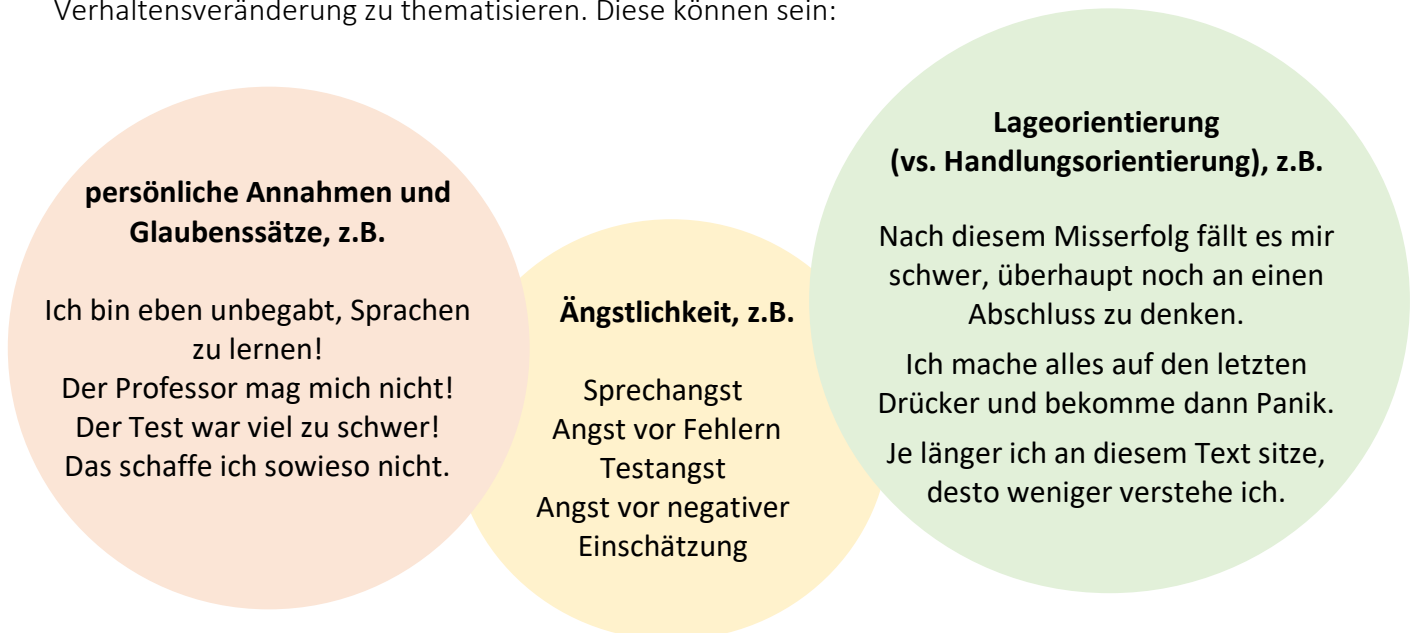 Verhaltensveränderung zu thematisieren. Diese können sein:
persönliche Annahmen und
Glaubenssätze, z.B.
Ich bin eben unbegabt, Sprachen
zu lernen!
Der Professor mag mich nicht!
Der Test war viel zu schwer!
Das schaffe ich sowieso nicht.
Ängstlichkeit, z.B.
Sprechangst
Angst vor Fehlern
Testangst
Angst vor negativer
Einschätzung
Lageorientierung
(vs. Handlungsorientierung), z.B.
Nach diesem Misserfolg fällt es mir
schwer, überhaupt noch an einen
Abschluss zu denken.
Ich mache alles auf den letzten
Drücker und bekomme dann Panik.
Je länger ich an diesem Text sitze,
desto weniger verstehe ich.